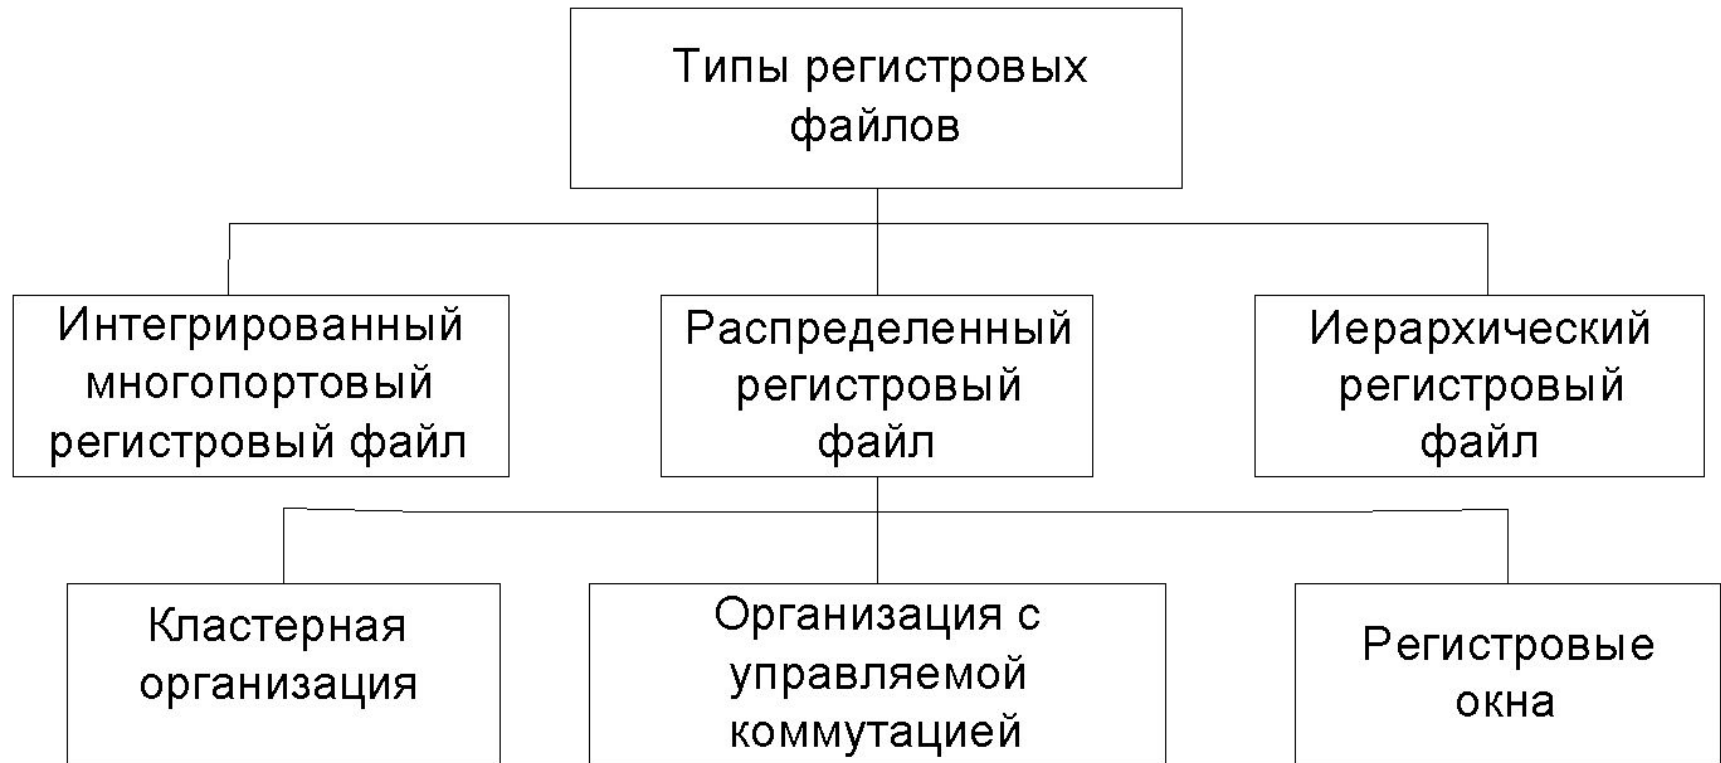 Типы регистровых
файлов
Интегрированный
многопортовый
регистровый файл
Распределенный
регистровый
файл
Иерархический
регистровый
файл
Кластерная
организация
Организация с
управляемой
коммутацией
Регистровые
окна